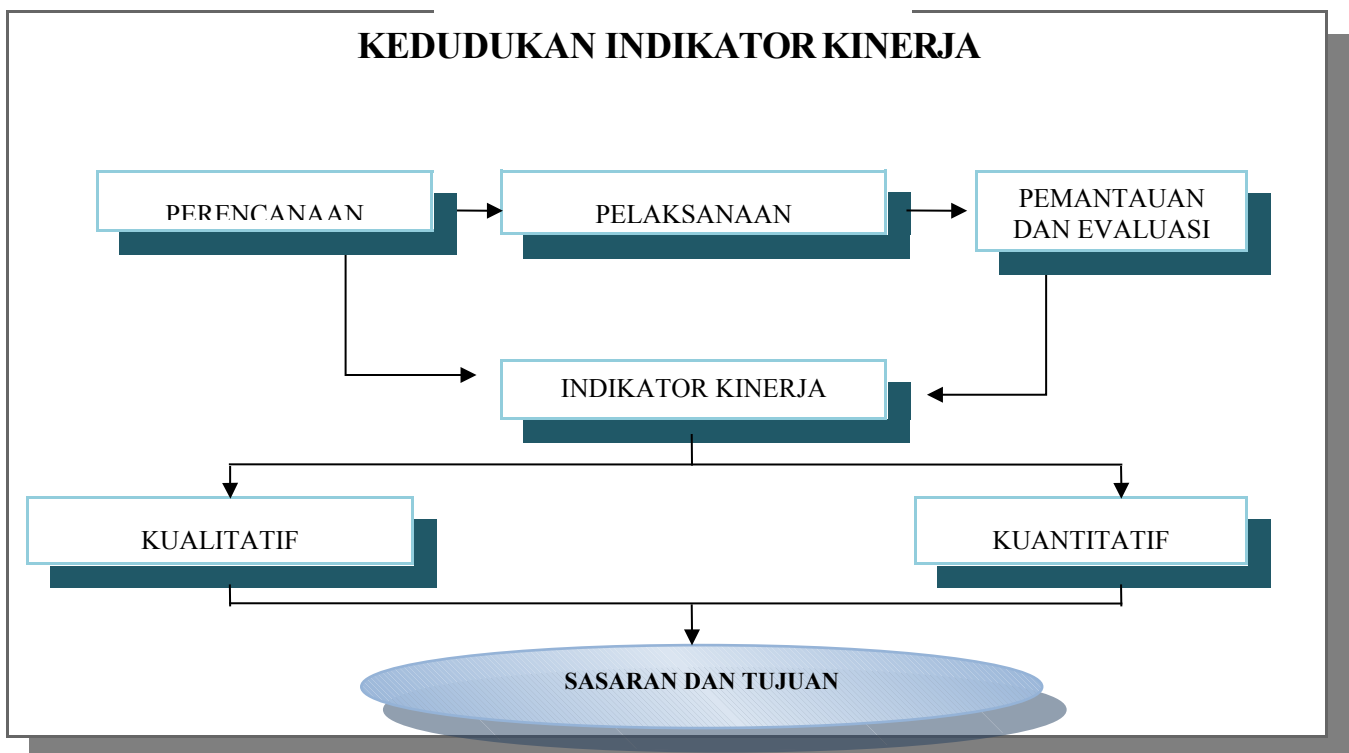 KEDUDUKAN INDIKATOR KINERJA
PERENCANAAN
PELAKSANAAN
PEMANTAUAN
DAN EVALUASI
INDIKATOR KINERJA
KUALITATIF
KUANTITATIF
SASARAN DAN TUJUAN